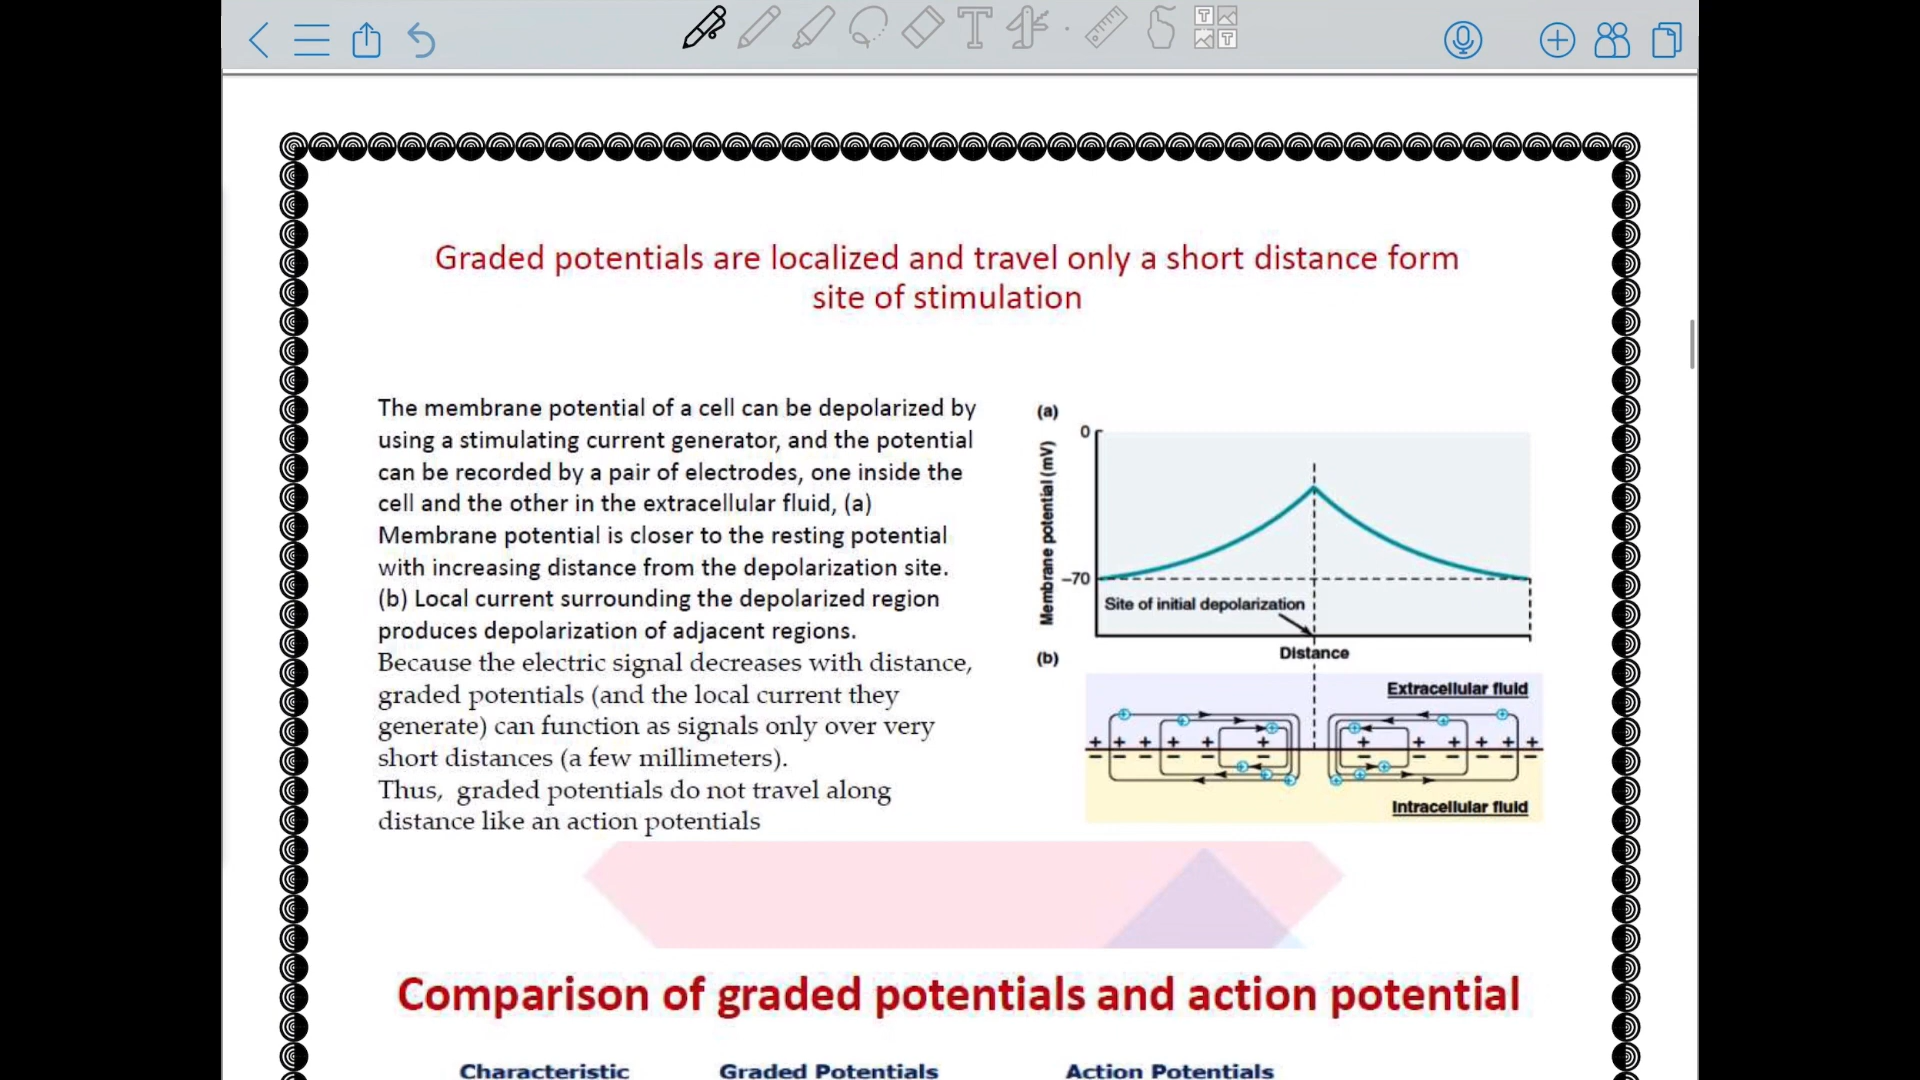 Graded potentials are localized and travel only a short distance form
site of stimulation
The membrane potential of a cell can be depolarized by
using a stimulating current generator, and the potential
can be recorded by a pair of electrodes, one inside the
cell and the other in the extracellular fluid, (a)
Membrane potential is closer to the resting potential
with increasing distance from the depolarization site.
(b) Local current surrounding the depolarized region
produces depolarization of adjacent regions.
Because the electric signal decreases with distance,
graded potentials (and the local current they
generate) can function as signals only over very
short distances (a few millimeters).
Thus, graded potentials do not travel along
distance like an action potentials
(a)
0
Membrane potential (mV)
–70
Site of initial depolarization
Distance
(b)
Extracellular fluid
+ + + + + + + + + + + +
− − − − − − − − − − − −
Intracellular fluid
Comparison of graded potentials and action potential
Characteristic Graded Potentials Action Potentials